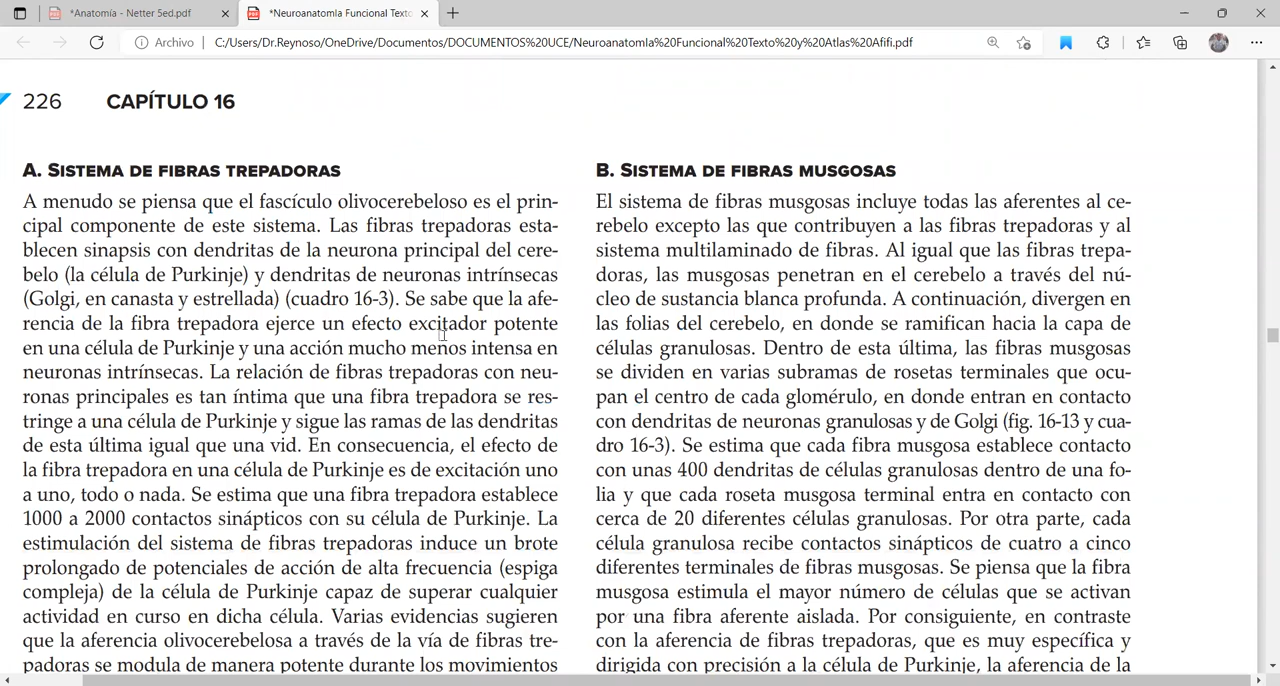 *Anatomía - Netter 5ed.pdf
*NeuroanatomIa Funcional Texto
Archivo
C:/Users/Dr.Reynoso/OneDrive/Documentos/DOCUMENTOS%20UCE/NeuroanatomIa%20Funcional%20Texto%20y%20Atlas%20Afifi.pdf
226 CAPÍTULO 16
A. SISTEMA DE FIBRAS TREPADORAS
A menudo se piensa que el fascículo olivocerebeloso es el prin-
cipal componente de este sistema. Las fibras trepadoras esta-
blecen sinapsis con dendritas de la neurona principal del cere-
belo (la célula de Purkinje) y dendritas de neuronas intrínsecas
(Golgi, en canasta y estrellada) (cuadro 16-3). Se sabe que la afe-
rencia de la fibra trepadora ejerce un efecto excitador potente
en una célula de Purkinje y una acción mucho menos intensa en
neuronas intrínsecas. La relación de fibras trepadoras con neu-
ronas principales es tan íntima que una fibra trepadora se res-
tringe a una célula de Purkinje y sigue las ramas de las dendritas
de esta última igual que una vid. En consecuencia, el efecto de
la fibra trepadora en una célula de Purkinje es de excitación uno
a uno, todo o nada. Se estima que una fibra trepadora establece
1000 a 2000 contactos sinápticos con su célula de Purkinje. La
estimulación del sistema de fibras trepadoras induce un brote
prolongado de potenciales de acción de alta frecuencia (espiga
compleja) de la célula de Purkinje capaz de superar cualquier
actividad en curso en dicha célula. Varias evidencias sugieren
que la aferencia olivocerebelosa a través de la vía de fibras tre-
padoras se modula de manera potente durante los movimientos
B. SISTEMA DE FIBRAS MUSGOSAS
El sistema de fibras musgosas incluye todas las aferentes al ce-
rebelo excepto las que contribuyen a las fibras trepadoras y al
sistema multilaminado de fibras. Al igual que las fibras trepa-
doras, las musgosas penetran en el cerebelo a través del nú-
cleo de sustancia blanca profunda. A continuación, divergen en
las folias del cerebelo, en donde se ramifican hacia la capa de
células granulosas. Dentro de esta última, las fibras musgosas
se dividen en varias subramas de rosetas terminales que ocu-
pan el centro de cada glomérulo, en donde entran en contacto
con dendritas de neuronas granulosas y de Golgi (fig. 16-13 y cua-
dro 16-3). Se estima que cada fibra musgosa establece contacto
con unas 400 dendritas de células granulosas dentro de una fo-
lia y que cada roseta musgosa terminal entra en contacto con
cerca de 20 diferentes células granulosas. Por otra parte, cada
célula granulosa recibe contactos sinápticos de cuatro a cinco
diferentes terminales de fibras musgosas. Se piensa que la fibra
musgosa estimula el mayor número de células que se activan
por una fibra aferente aislada. Por consiguiente, en contraste
con la aferencia de fibras trepadoras, que es muy específica y
dirigida con precisión a la célula de Purkinje, la aferencia de la